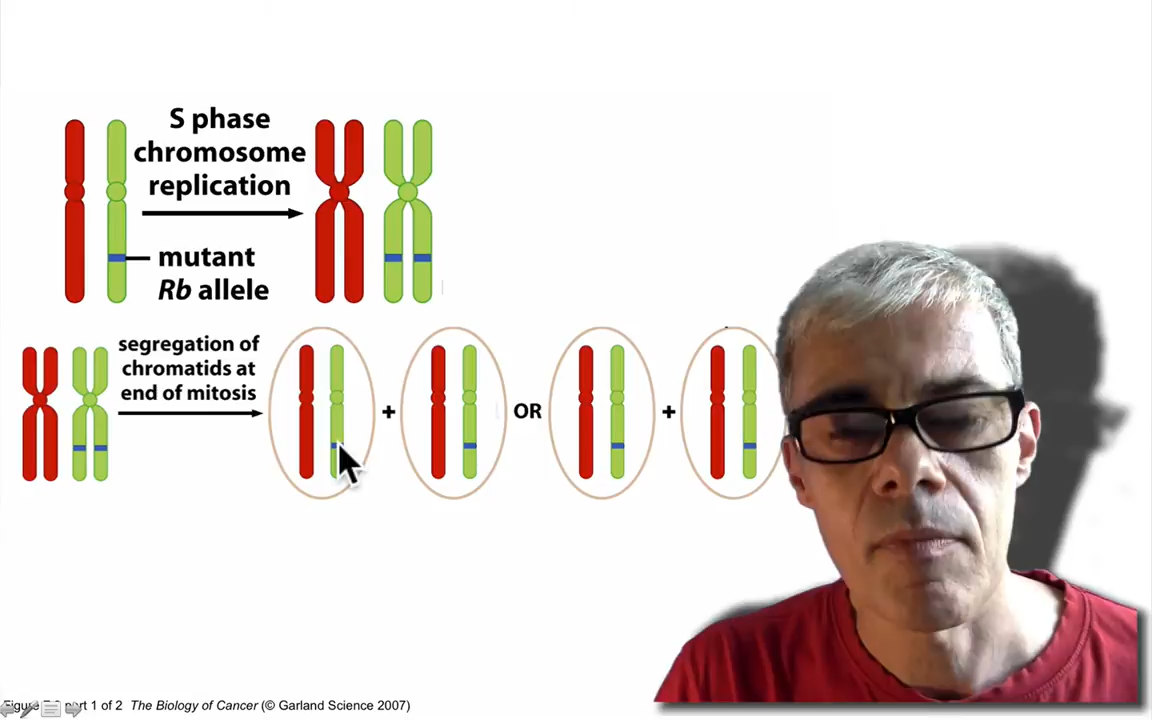 S phase
chromosome
replication
mutant
Rb allele
segregation of
chromatids at
end of mitosis
+
OR
+
part 1 of 2 The Biology of Cancer (© Garland Science 2007)